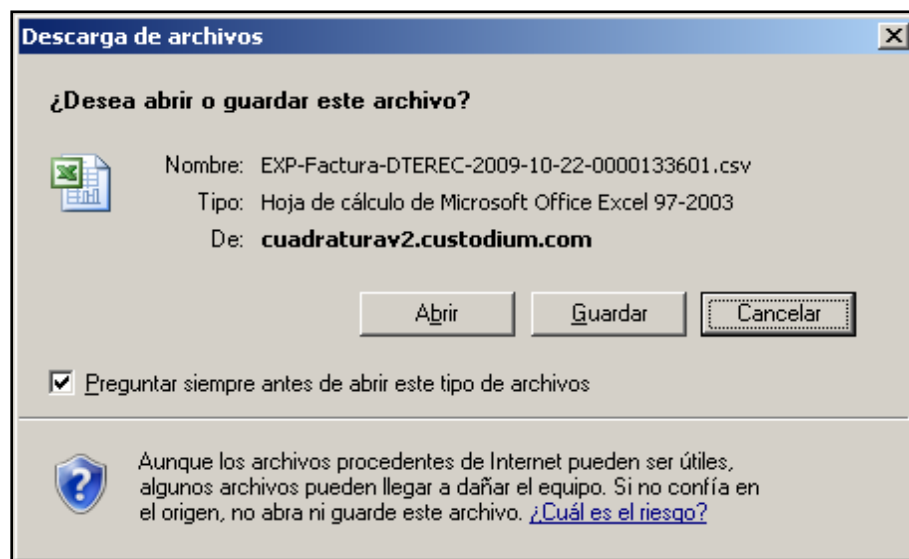 Descarga de archivos
¿Desea abrir o guardar este archivo?
Nombre: EXP-Factura-DTEREC-2009-10-22-0000133601.csv
Tipo: Hoja de cálculo de Microsoft Office Excel 97-2003
De: cuadraturav2.custodium.com
Abrir Guardar Cancelar
Preguntar siempre antes de abrir este tipo de archivos
Aunque los archivos procedentes de Internet pueden ser útiles,
algunos archivos pueden llegar a dañar el equipo. Si no confía en
el origen, no abra ni guarde este archivo. ¿Cuál es el riesgo?